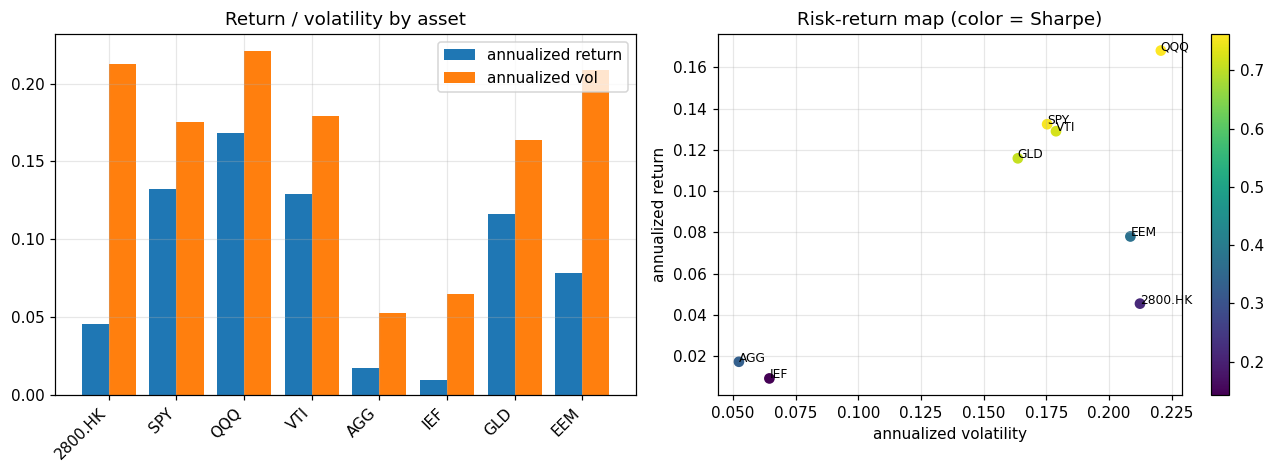 Return / volatility by asset
annualized return
annualized vol
0.20
0.15
0.10
0.05
0.00
2800.HK
SPY
QQQ
VTI
AGG
IEF
GLD
EEM
Risk-return map (color = Sharpe)
annualized return
0.16
0.14
0.12
0.10
0.08
0.06
0.04
0.02
QQQ
SPY
VTI
GLD
EEM
2800.HK
AGG
IEF
0.050
0.075
0.100
0.125
0.150
0.175
0.200
0.225
annualized volatility
0.7
0.6
0.5
0.4
0.3
0.2